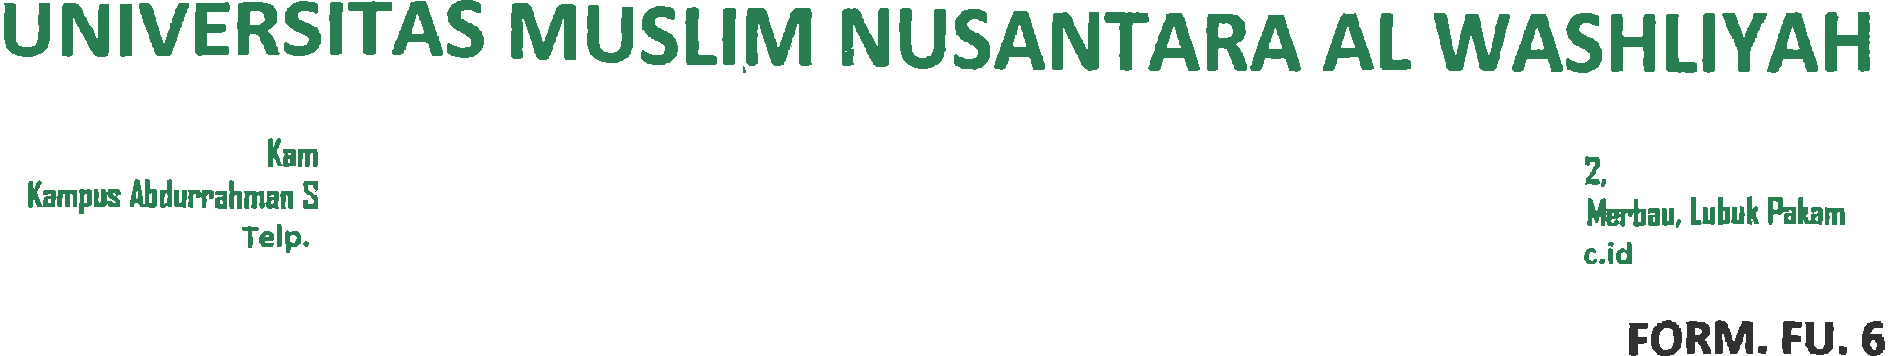 UNIVERSITAS MUSLIM NUSANTARA AL WASHLIYAH
Kam
2,
Kampus Abdurrahman S
Merbau, Lubuk Pakam
Telp.
c.id
FORM. FU. 6